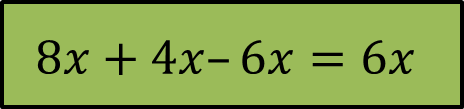 8x + 4x– 6x = 6x